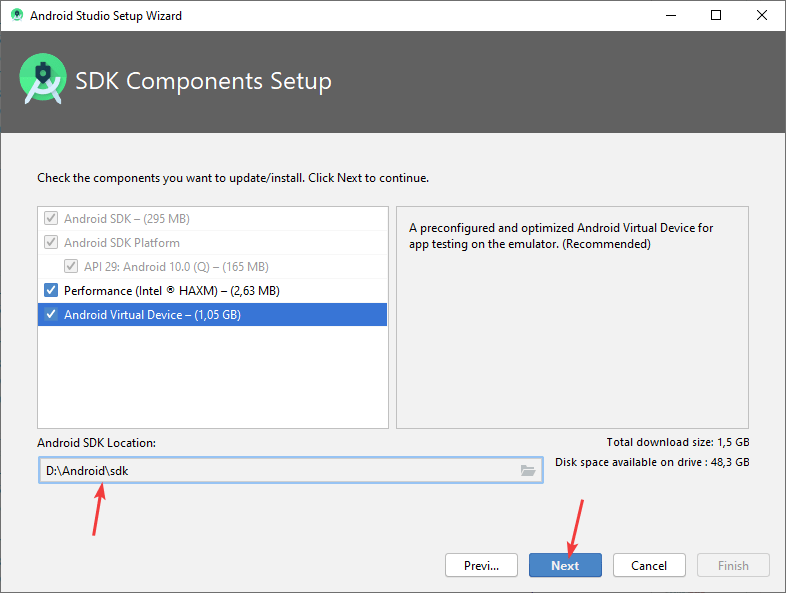 Android Studio Setup Wizard
SDK Components Setup
Check the components you want to update/install. Click Next to continue.
Android SDK – (295 MB)
Android SDK Platform
API 29: Android 10.0 (Q) – (165 MB)
Performance (Intel ® HAXM) – (2,63 MB)
Android Virtual Device – (1,05 GB)
A preconfigured and optimized Android Virtual Device for
app testing on the emulator. (Recommended)
Android SDK Location:
Total download size: 1,5 GB
D:\Android\sdk
Disk space available on drive : 48,3 GB
Previ...
Next
Cancel
Finish